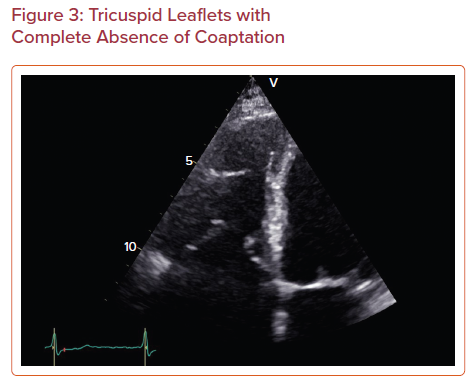 Figure 3: Tricuspid Leaflets with
Complete Absence of Coaptation
V
5
10